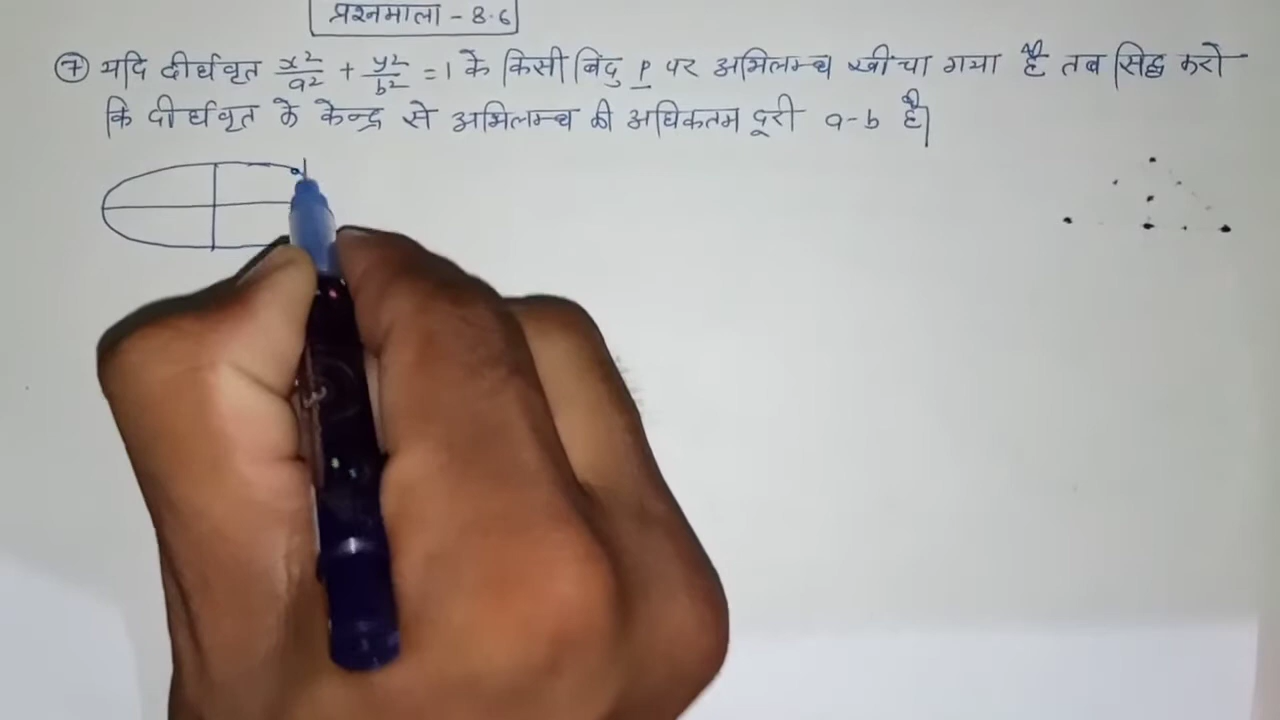 प्रश्नमाला - 8.6
⑦ यदि दीर्घवृत x²/a² + y²/b² = 1 के किसी बिंदु P पर अभिलम्ब खींचा गया है तब सिद्ध करो
कि दीर्घवृत के केन्द्र से अभिलम्ब की अधिकतम दूरी a-b है|